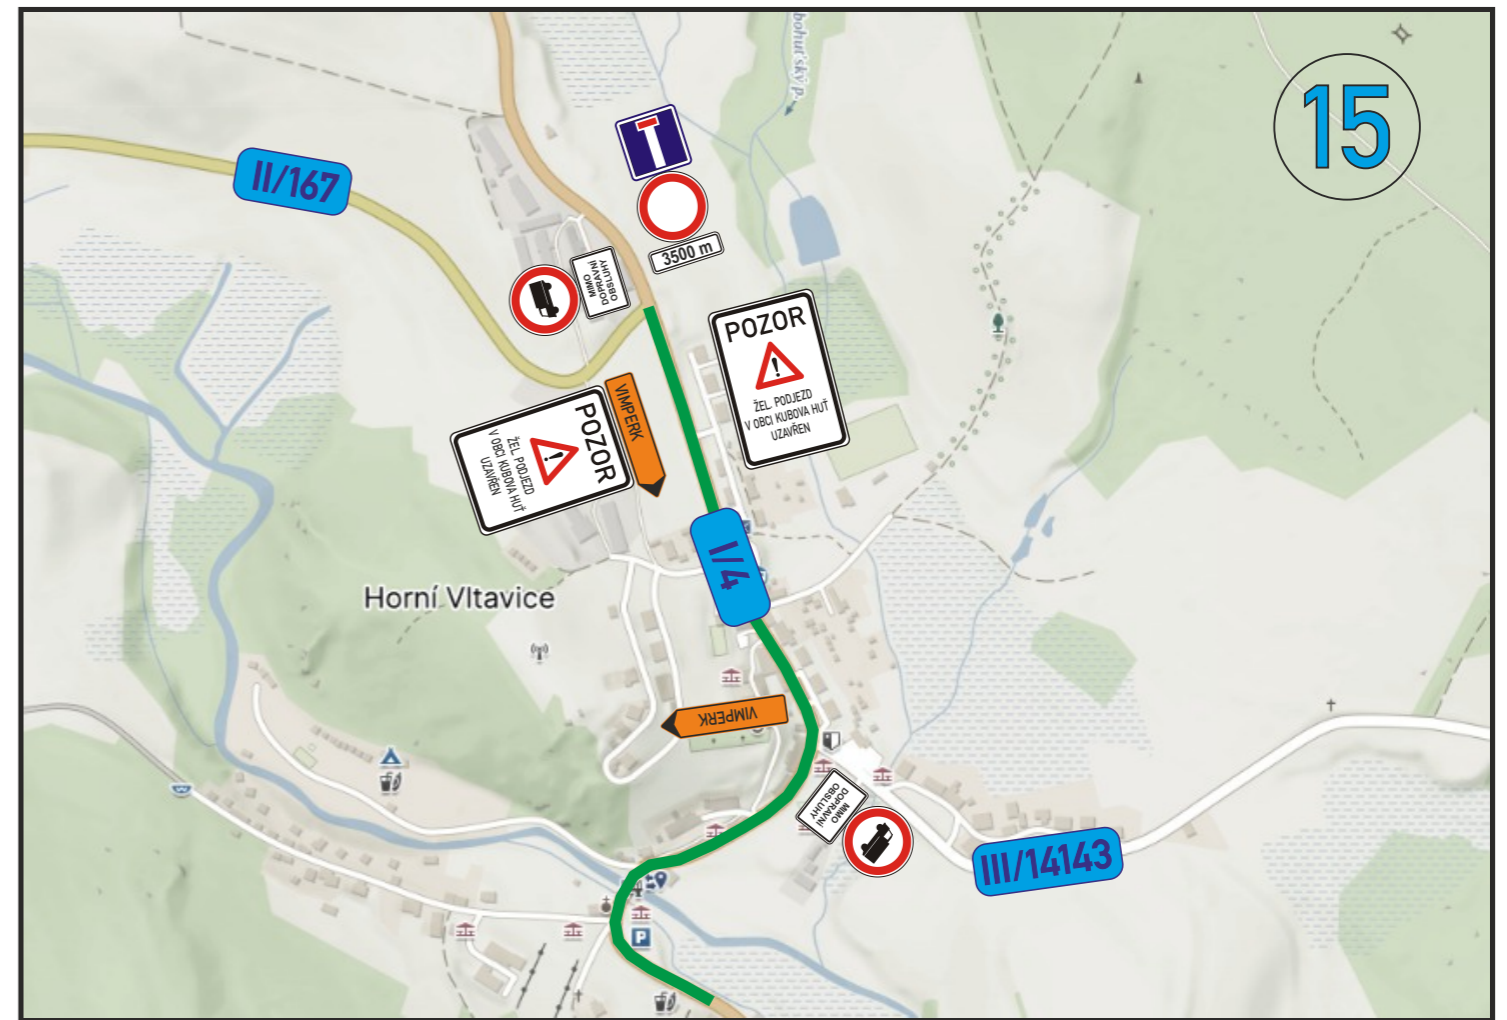 bohuťský p.
15
II/167
3500 m
MIMO
DOPRAVNÍ
OBSLUHY
POZOR
!
ŽEL. PODJEZD
V OBCI KUBOVA HUŤ
UZAVŘEN
VIMPERK
POZOR
!
ŽEL. PODJEZD
V OBCI KUBOVA HUŤ
UZAVŘEN
I/4
Horní Vltavice
VIMPERK
MIMO
DOPRAVNÍ
OBSLUHY
III/14143
P